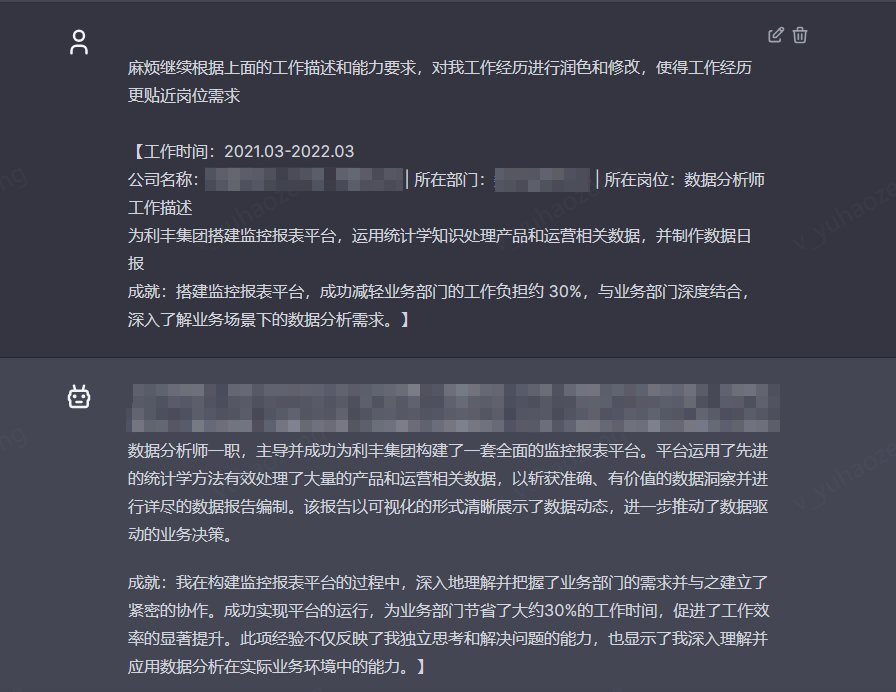 麻烦继续根据上面的工作描述和能力要求，对我工作经历进行润色和修改，使得工作经历
更贴近岗位需求
【工作时间：2021.03-2022.03
公司名称： | 所在部门： | 所在岗位：数据分析师
工作描述
为利丰集团搭建监控报表平台，运用统计学知识处理产品和运营相关数据，并制作数据日
报
成就：搭建监控报表平台，成功减轻业务部门的工作负担约 30%，与业务部门深度结合，
深入了解业务场景下的数据分析需求。】
数据分析师一职，主导并成功为利丰集团构建了一套全面的监控报表平台。平台运用了先进
的统计学方法有效处理了大量的产品和运营相关数据，以斩获准确、有价值的数据洞察并进
行详尽的数据报告编制。该报告以可视化的形式清晰展示了数据动态，进一步推动了数据驱
动的业务决策。
成就：我在构建监控报表平台的过程中，深入地理解并把握了业务部门的需求并与之建立了
紧密的协作。成功实现平台的运行，为业务部门节省了大约30%的工作时间，促进了工作效
率的显著提升。此项经验不仅反映了我独立思考和解决问题的能力，也显示了我深入理解并
应用数据分析在实际业务环境中的能力。】